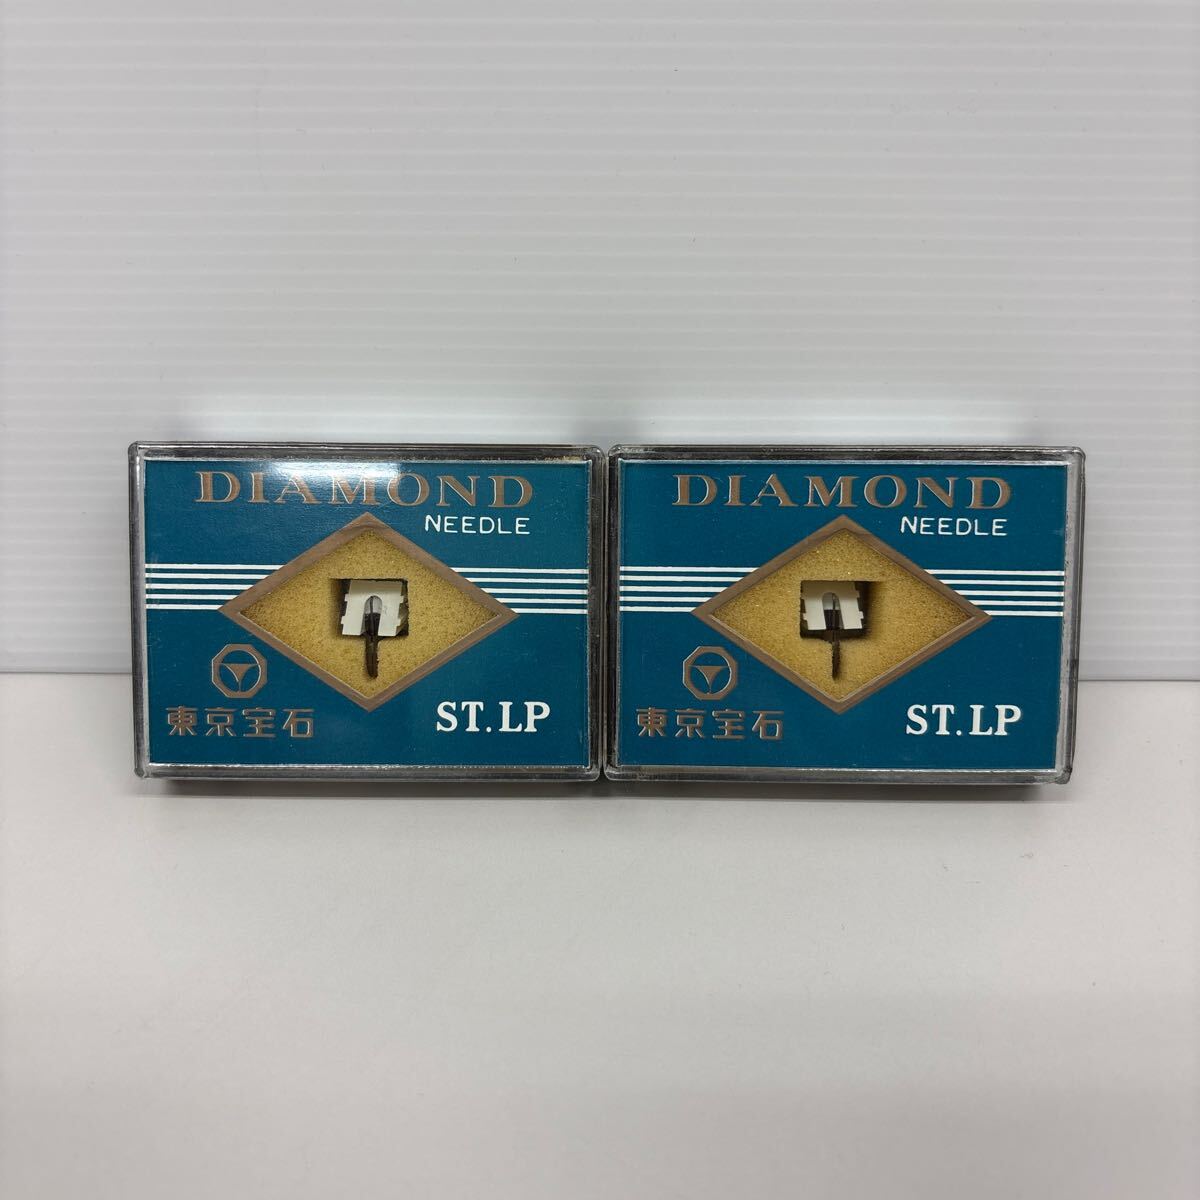 DIAMOND
NEEDLE
東京宝石
ST.LP
DIAMOND
NEEDLE
東京宝石
ST.LP